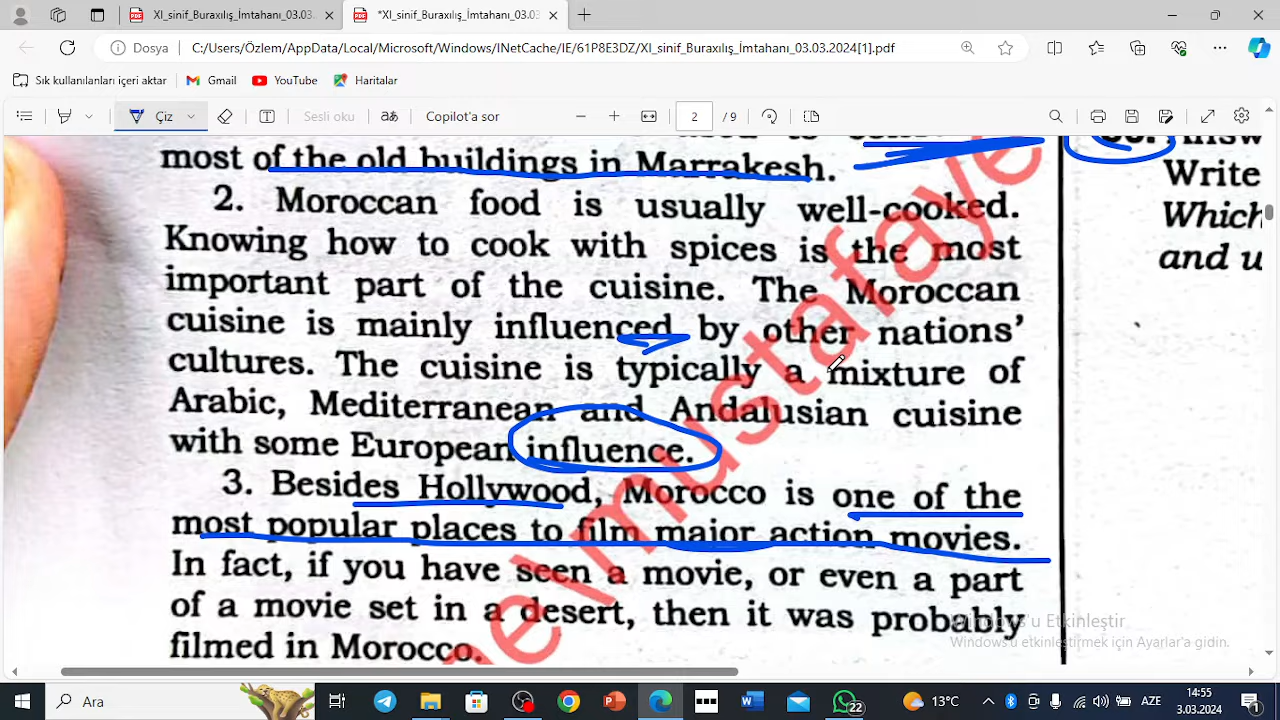 XI_sinif_Buraxılış_İmtahanı_03.03.
*XI_sinif_Buraxılış_İmtahanı_03.0
Dosya
C:/Users/Özlem/AppData/Local/Microsoft/Windows/INetCache/IE/61P8E3DZ/XI_sinif_Buraxılış_İmtahanı_03.03.2024[1].pdf
Sık kullanılanları içeri aktar
Gmail
YouTube
Haritalar
Çiz
Sesli oku
Copilot'a sor
2 / 9
most of the old buildings in Marrakesh.
2. Moroccan food is usually well-cooked.
Knowing how to cook with spices is the most
important part of the cuisine. The Moroccan
cuisine is mainly influenced by other nations'
cultures. The cuisine is typically a mixture of
Arabic, Mediterranean and Andalusian cuisine
with some European influence.
3. Besides Hollywood, Morocco is one of the
most popular places to film major action movies.
In fact, if you have seen a movie, or even a part
of a movie set in a desert, then it was probably
filmed in Morocco.
Write
Which
and u
elmustafaye
Windows'u Etkinleştir
Windows'u etkinleştirmek için Ayarlar'a gidin.
Ara
22
13°C
AZE
14:55
3.03.2024
1